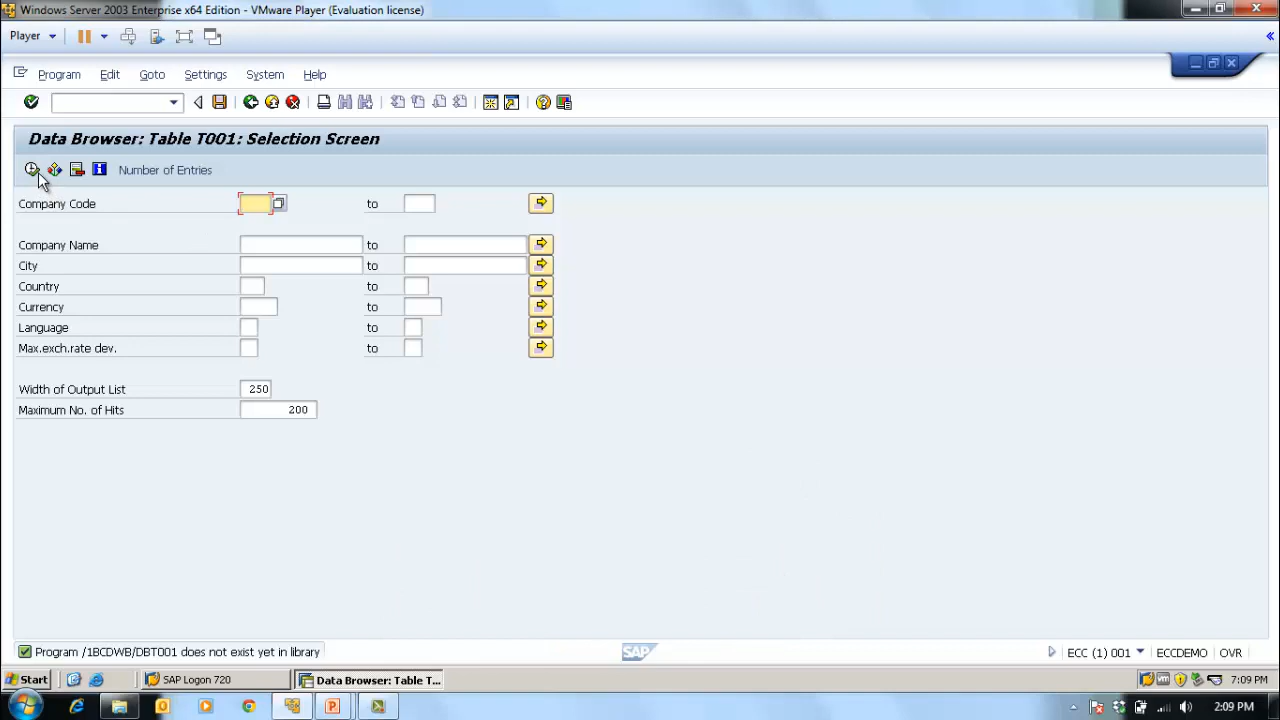 Windows Server 2003 Enterprise x64 Edition - VMware Player (Evaluation license)
Player
Program Edit Goto Settings System Help
Data Browser: Table T001: Selection Screen
Number of Entries
Company Code to
Company Name to
City to
Country to
Currency to
Language to
Max.exch.rate dev. to
Width of Output List 250
Maximum No. of Hits 200
Program /1BCDWB/DBT001 does not exist yet in library SAP ECC (1) 001 ECCDEMO OVR
Start SAP Logon 720 Data Browser: Table T... 7:09 PM
2:09 PM